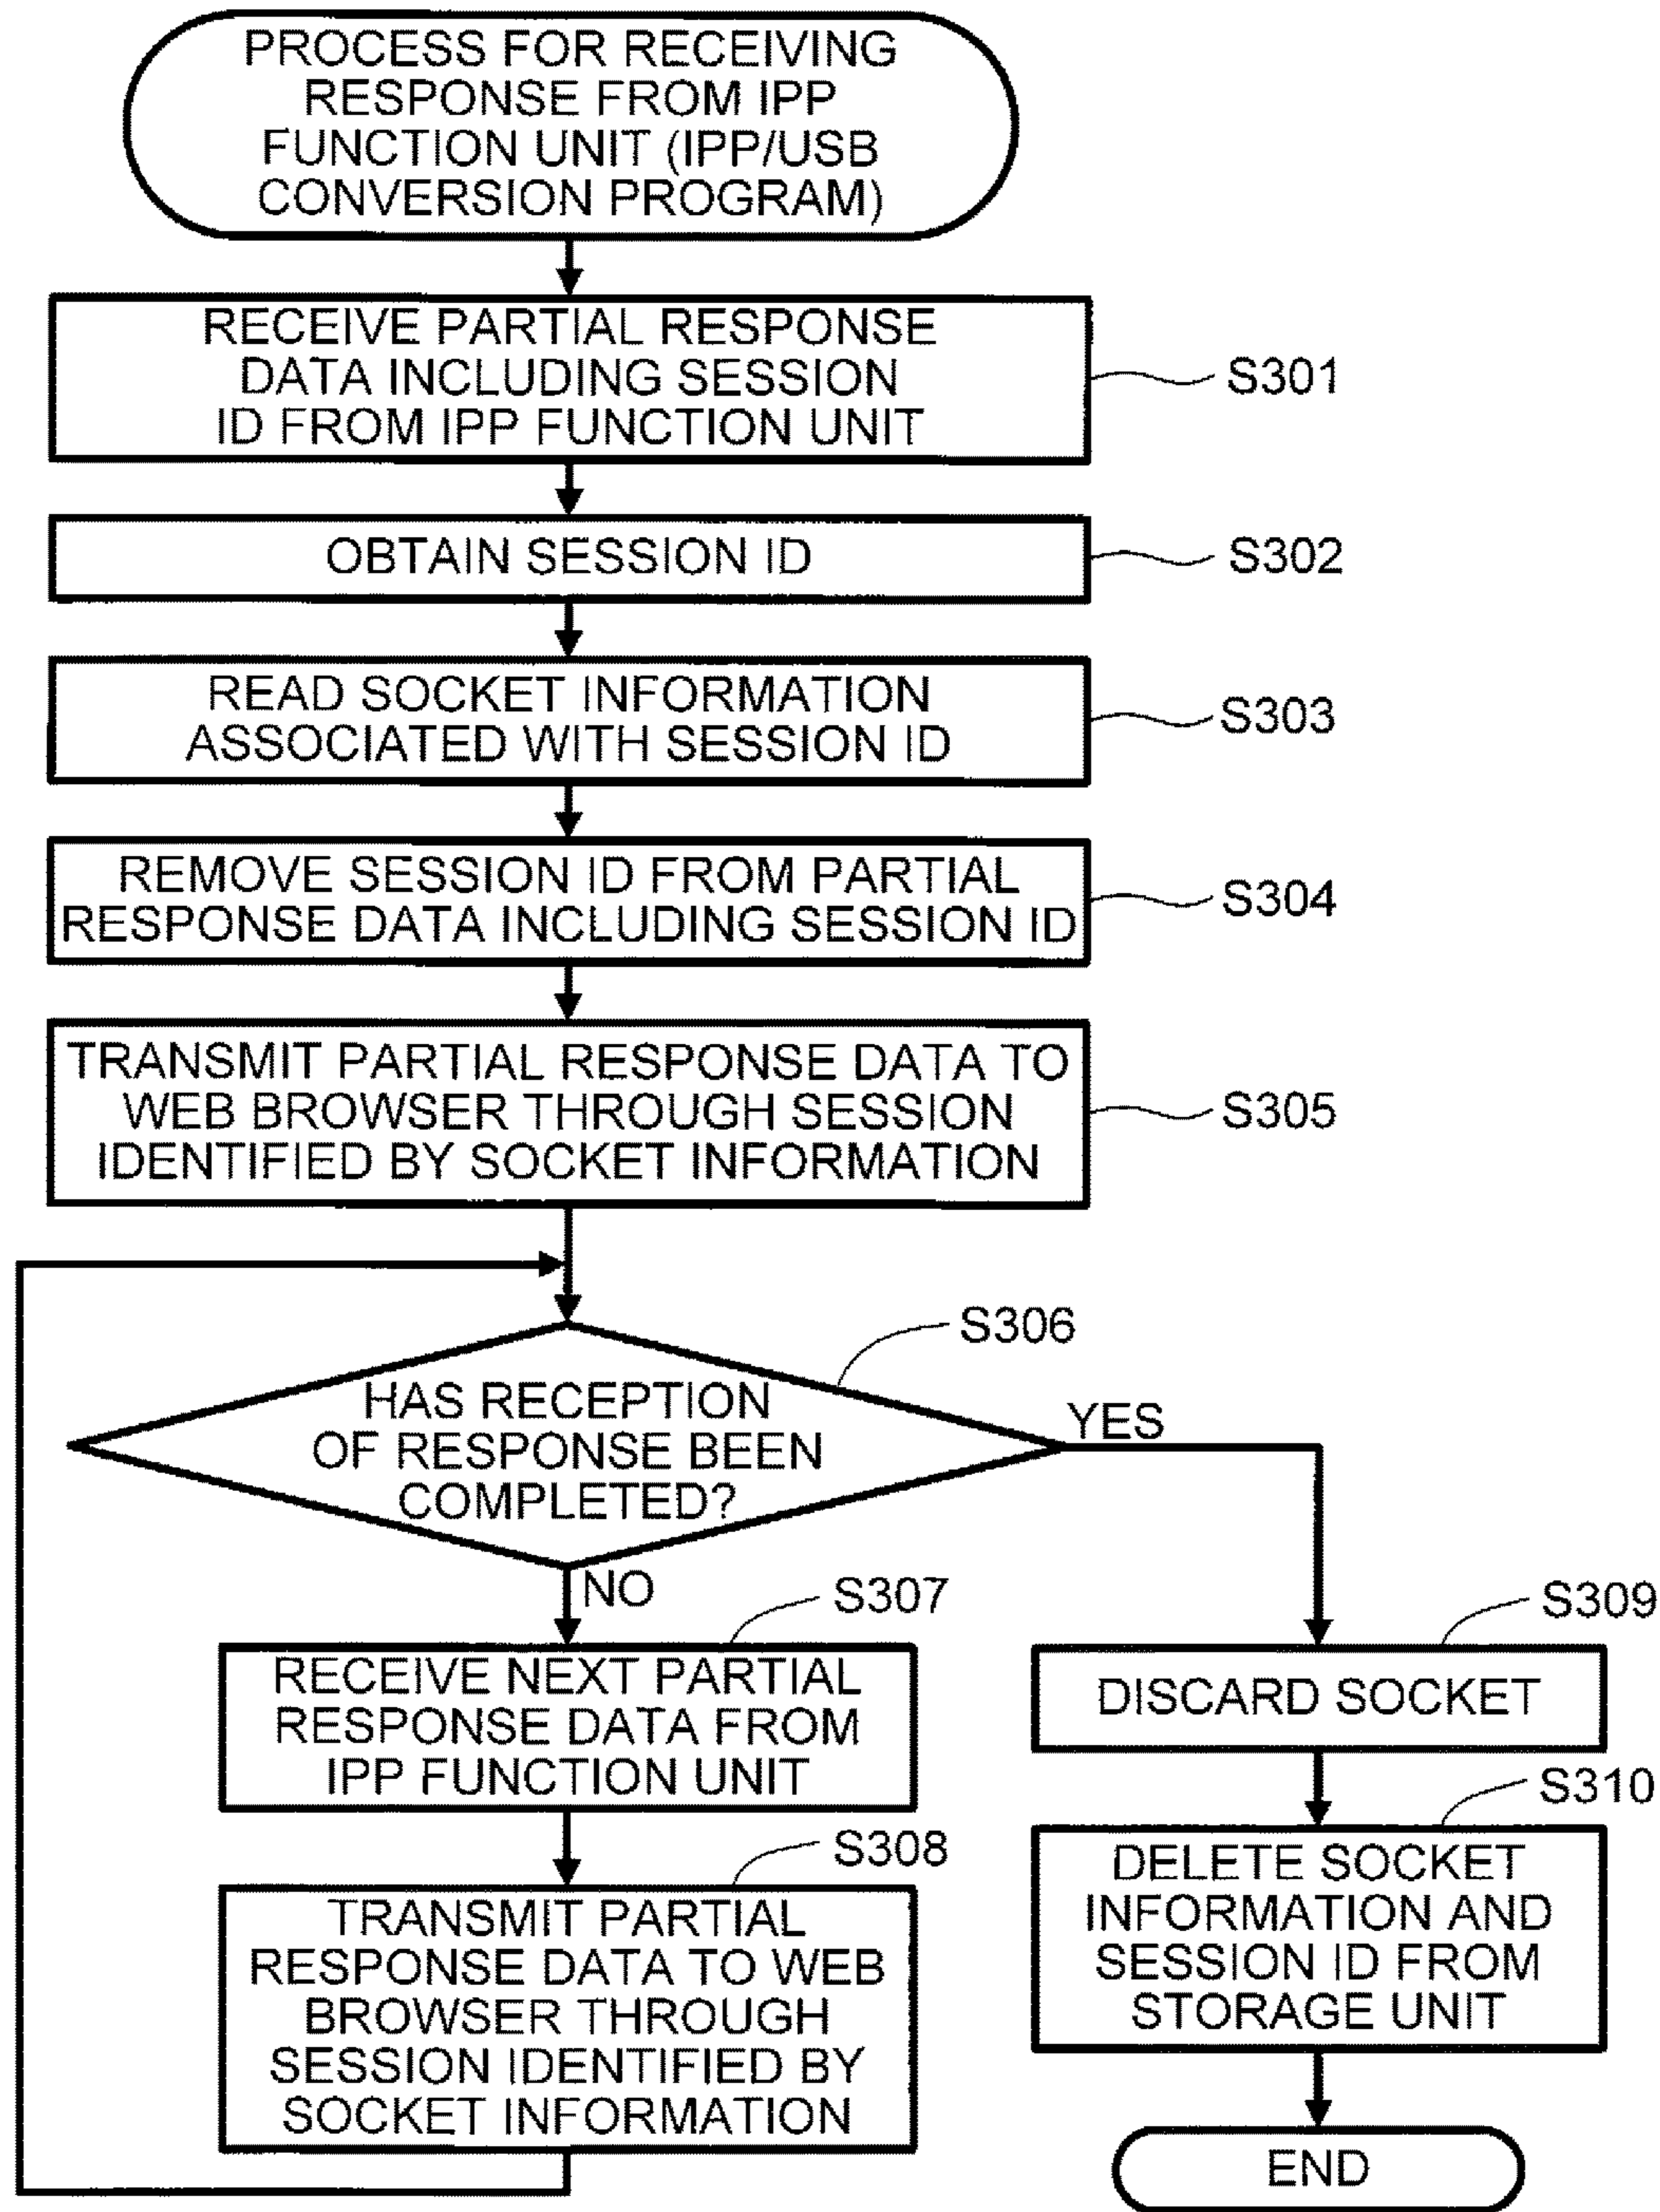 PROCESS FOR RECEIVING
RESPONSE FROM IPP
FUNCTION UNIT (IPP/USB
CONVERSION PROGRAM)
RECEIVE PARTIAL RESPONSE
DATA INCLUDING SESSION
ID FROM IPP FUNCTION UNIT
S301
OBTAIN SESSION ID
S302
READ SOCKET INFORMATION
ASSOCIATED WITH SESSION ID
S303
REMOVE SESSION ID FROM PARTIAL
RESPONSE DATA INCLUDING SESSION ID
S304
TRANSMIT PARTIAL RESPONSE DATA TO
WEB BROWSER THROUGH SESSION
IDENTIFIED BY SOCKET INFORMATION
S305
S306
HAS RECEPTION
OF RESPONSE BEEN
COMPLETED?
YES
NO
S307
RECEIVE NEXT PARTIAL
RESPONSE DATA FROM
IPP FUNCTION UNIT
S308
TRANSMIT PARTIAL
RESPONSE DATA TO WEB
BROWSER THROUGH
SESSION IDENTIFIED BY
SOCKET INFORMATION
S309
DISCARD SOCKET
S310
DELETE SOCKET
INFORMATION AND
SESSION ID FROM
STORAGE UNIT
END